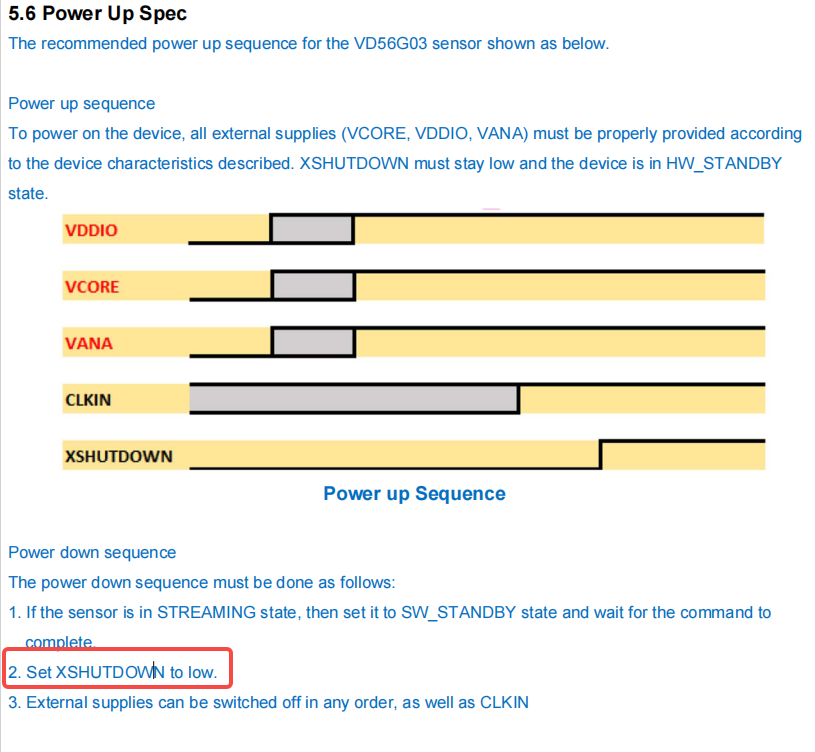 5.6 Power Up Spec
The recommended power up sequence for the VD56G03 sensor shown as below.
Power up sequence
To power on the device, all external supplies (VCORE, VDDIO, VANA) must be properly provided according
to the device characteristics described. XSHUTDOWN must stay low and the device is in HW_STANDBY
state.
VDDIO
VCORE
VANA
CLKIN
XSHUTDOWN
Power up Sequence
Power down sequence
The power down sequence must be done as follows:
1. If the sensor is in STREAMING state, then set it to SW_STANDBY state and wait for the command to
complete.
2. Set XSHUTDOWN to low.
3. External supplies can be switched off in any order, as well as CLKIN